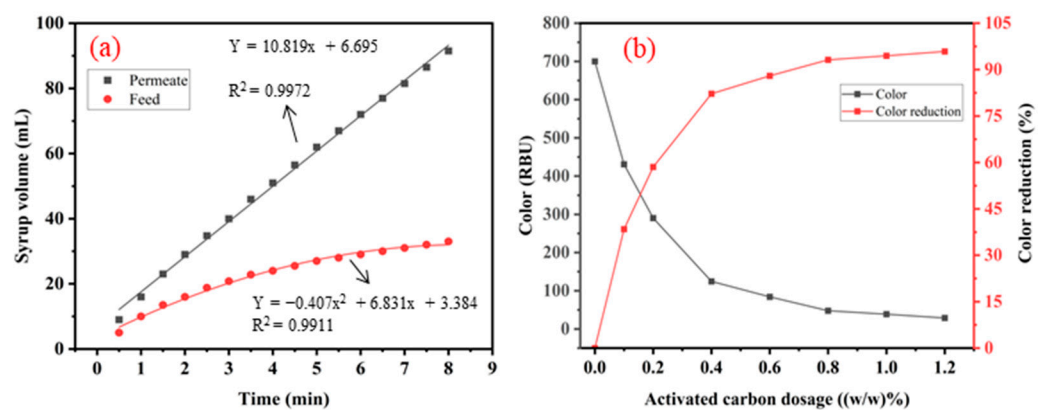 (a)
Y = 10.819x + 6.695
R² = 0.9972
Permeate
Feed
Y = −0.407x² + 6.831x + 3.384
R² = 0.9911
100
80
60
40
20
0
Syrup volume (mL)
0 1 2 3 4 5 6 7 8 9
Time (min)
(b)
Color
Color reduction
800
700
600
500
400
300
200
100
0
Color (RBU)
105
90
75
60
45
30
15
0
Color reduction (%)
0.0 0.2 0.4 0.6 0.8 1.0 1.2
Activated carbon dosage ((w/w)%)